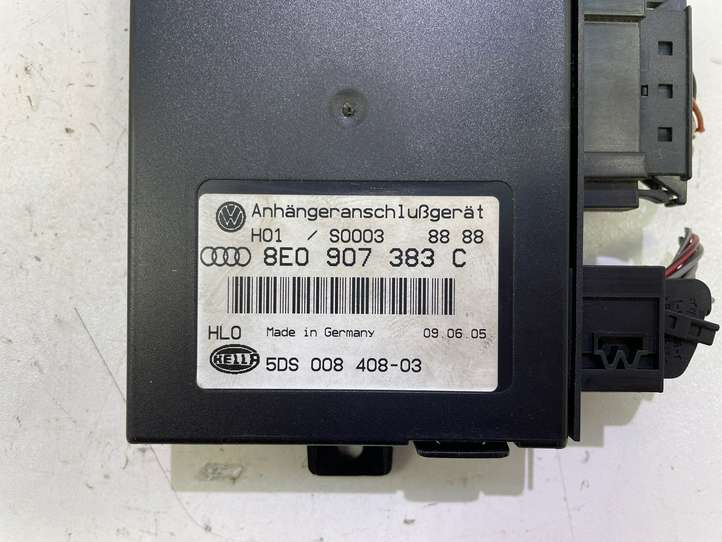 Anhängeranschlußgerät
H01 / S0003 88 88
8E0 907 383 C
HLO Made in Germany 09.06.05
HELLA 5DS 008 408-03